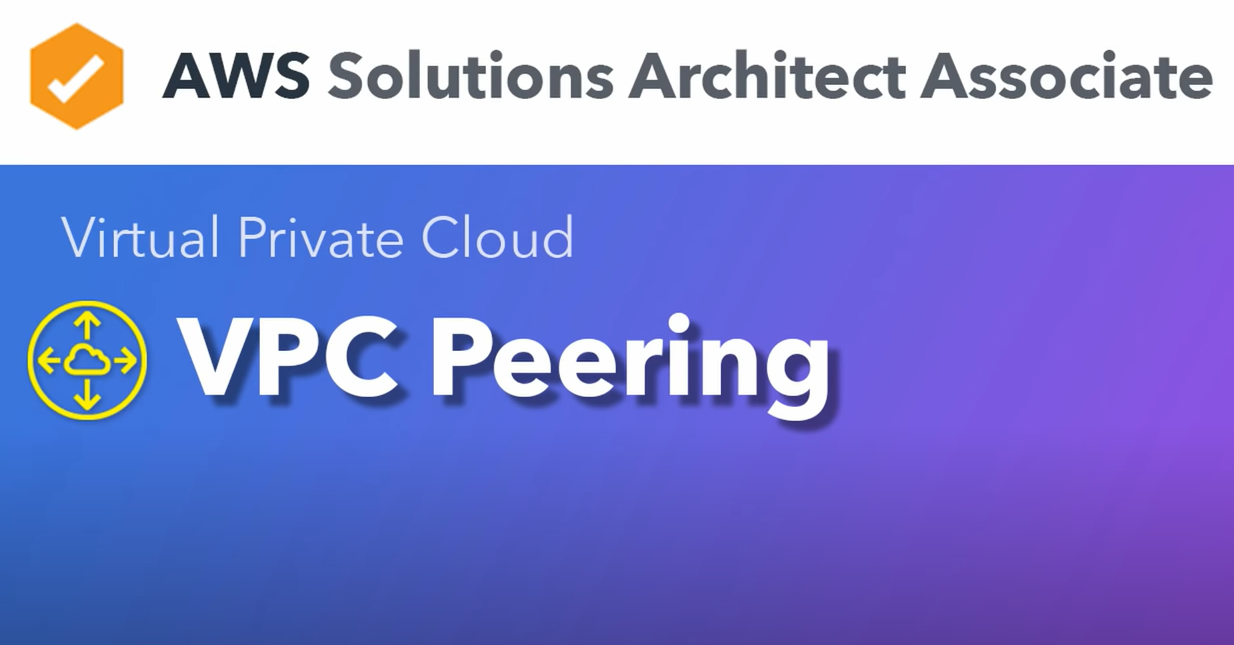 AWS Solutions Architect Associate
Virtual Private Cloud
VPC Peering